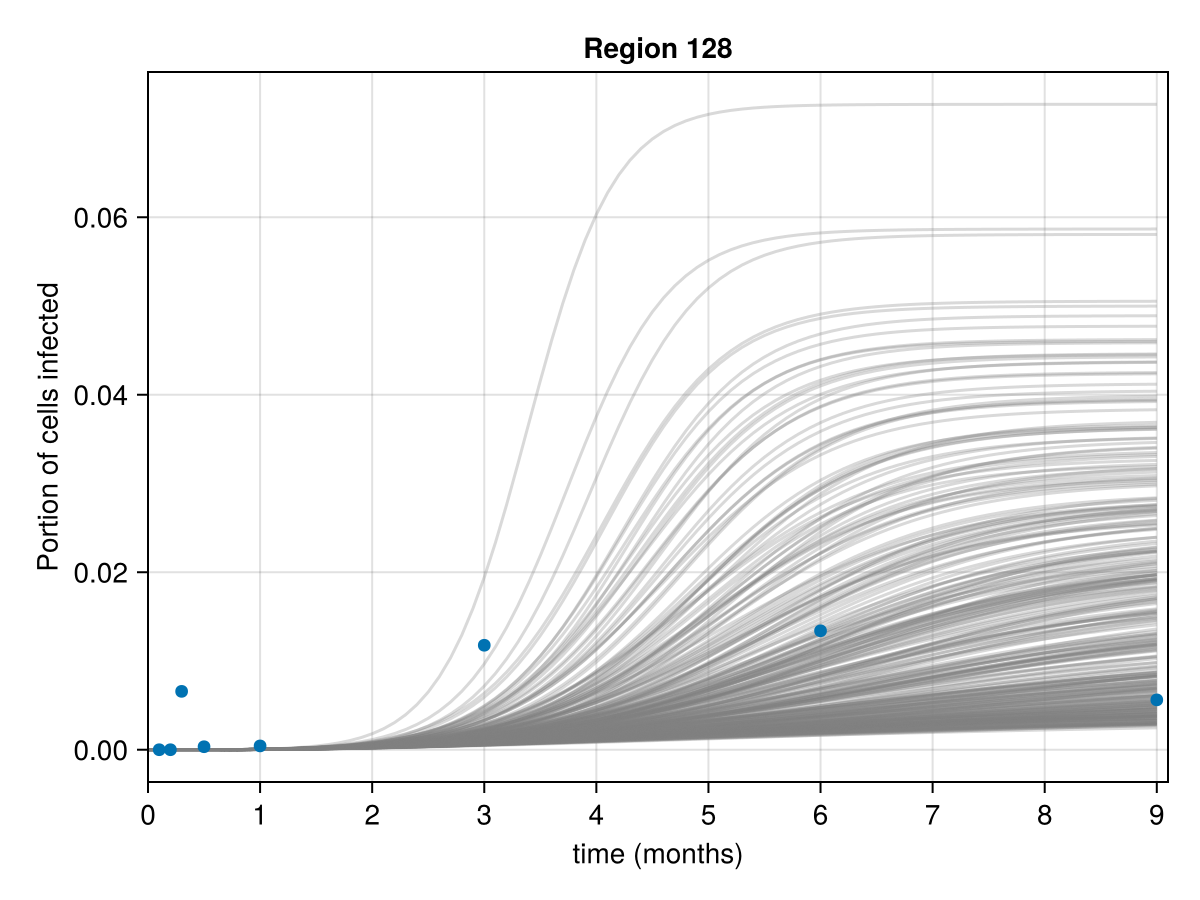 Region 128
Portion of cells infected
0.06
0.04
0.02
0.00
0 1 2 3 4 5 6 7 8 9
time (months)